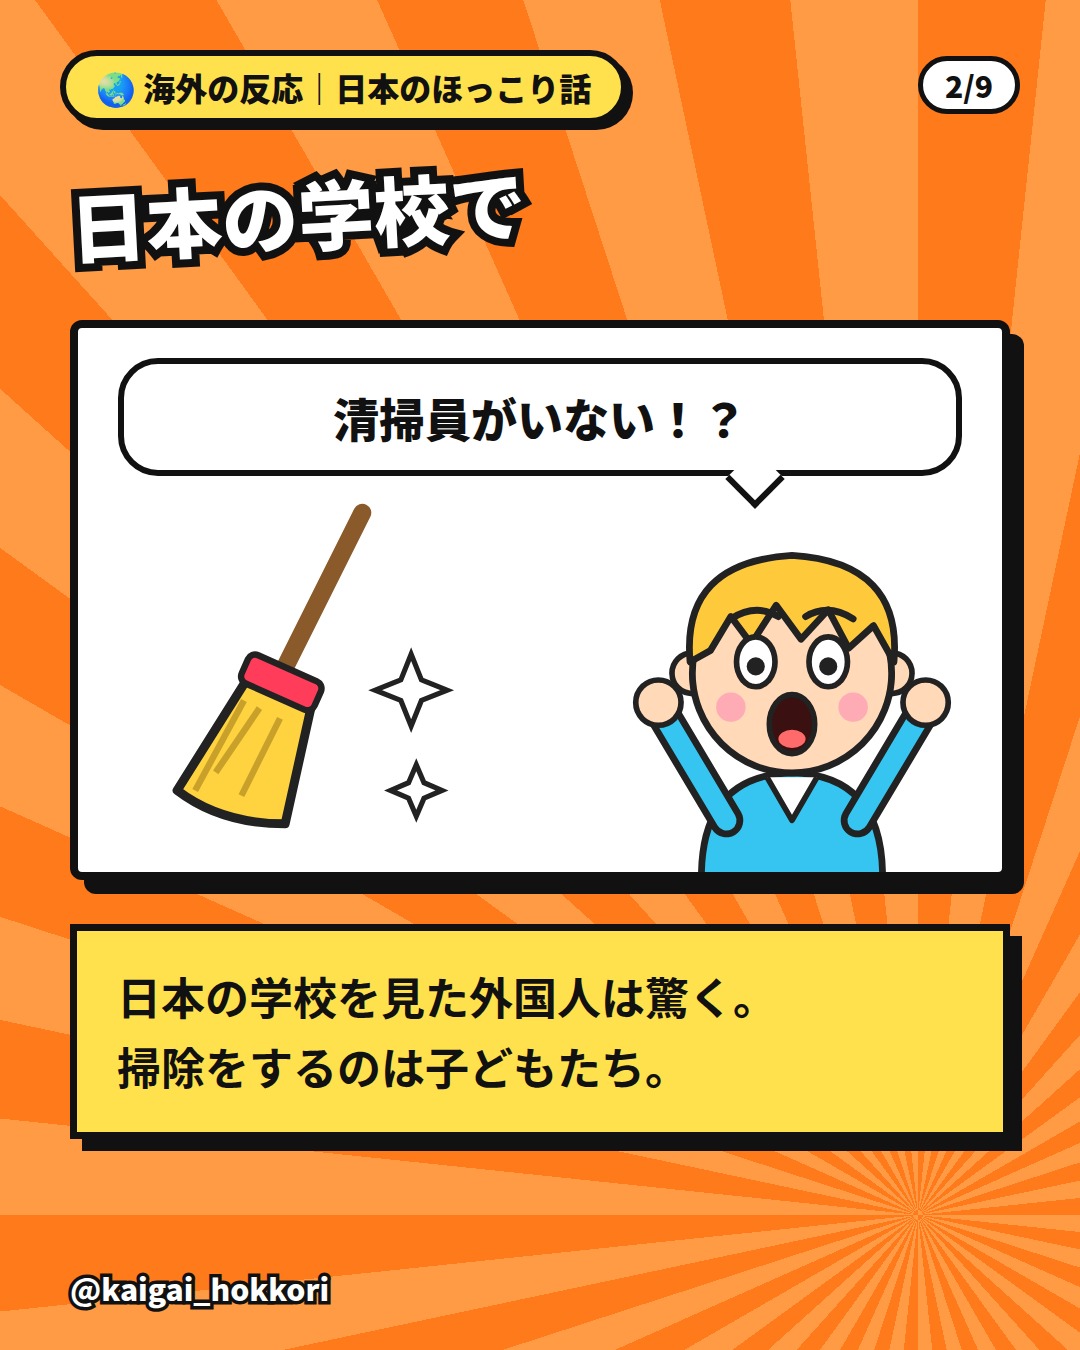 🌏 海外の反応｜日本のほっこり話
2/9
日本の学校で
清掃員がいない！？
日本の学校を見た外国人は驚く。
掃除をするのは子どもたち。
@kaigai_hokkori